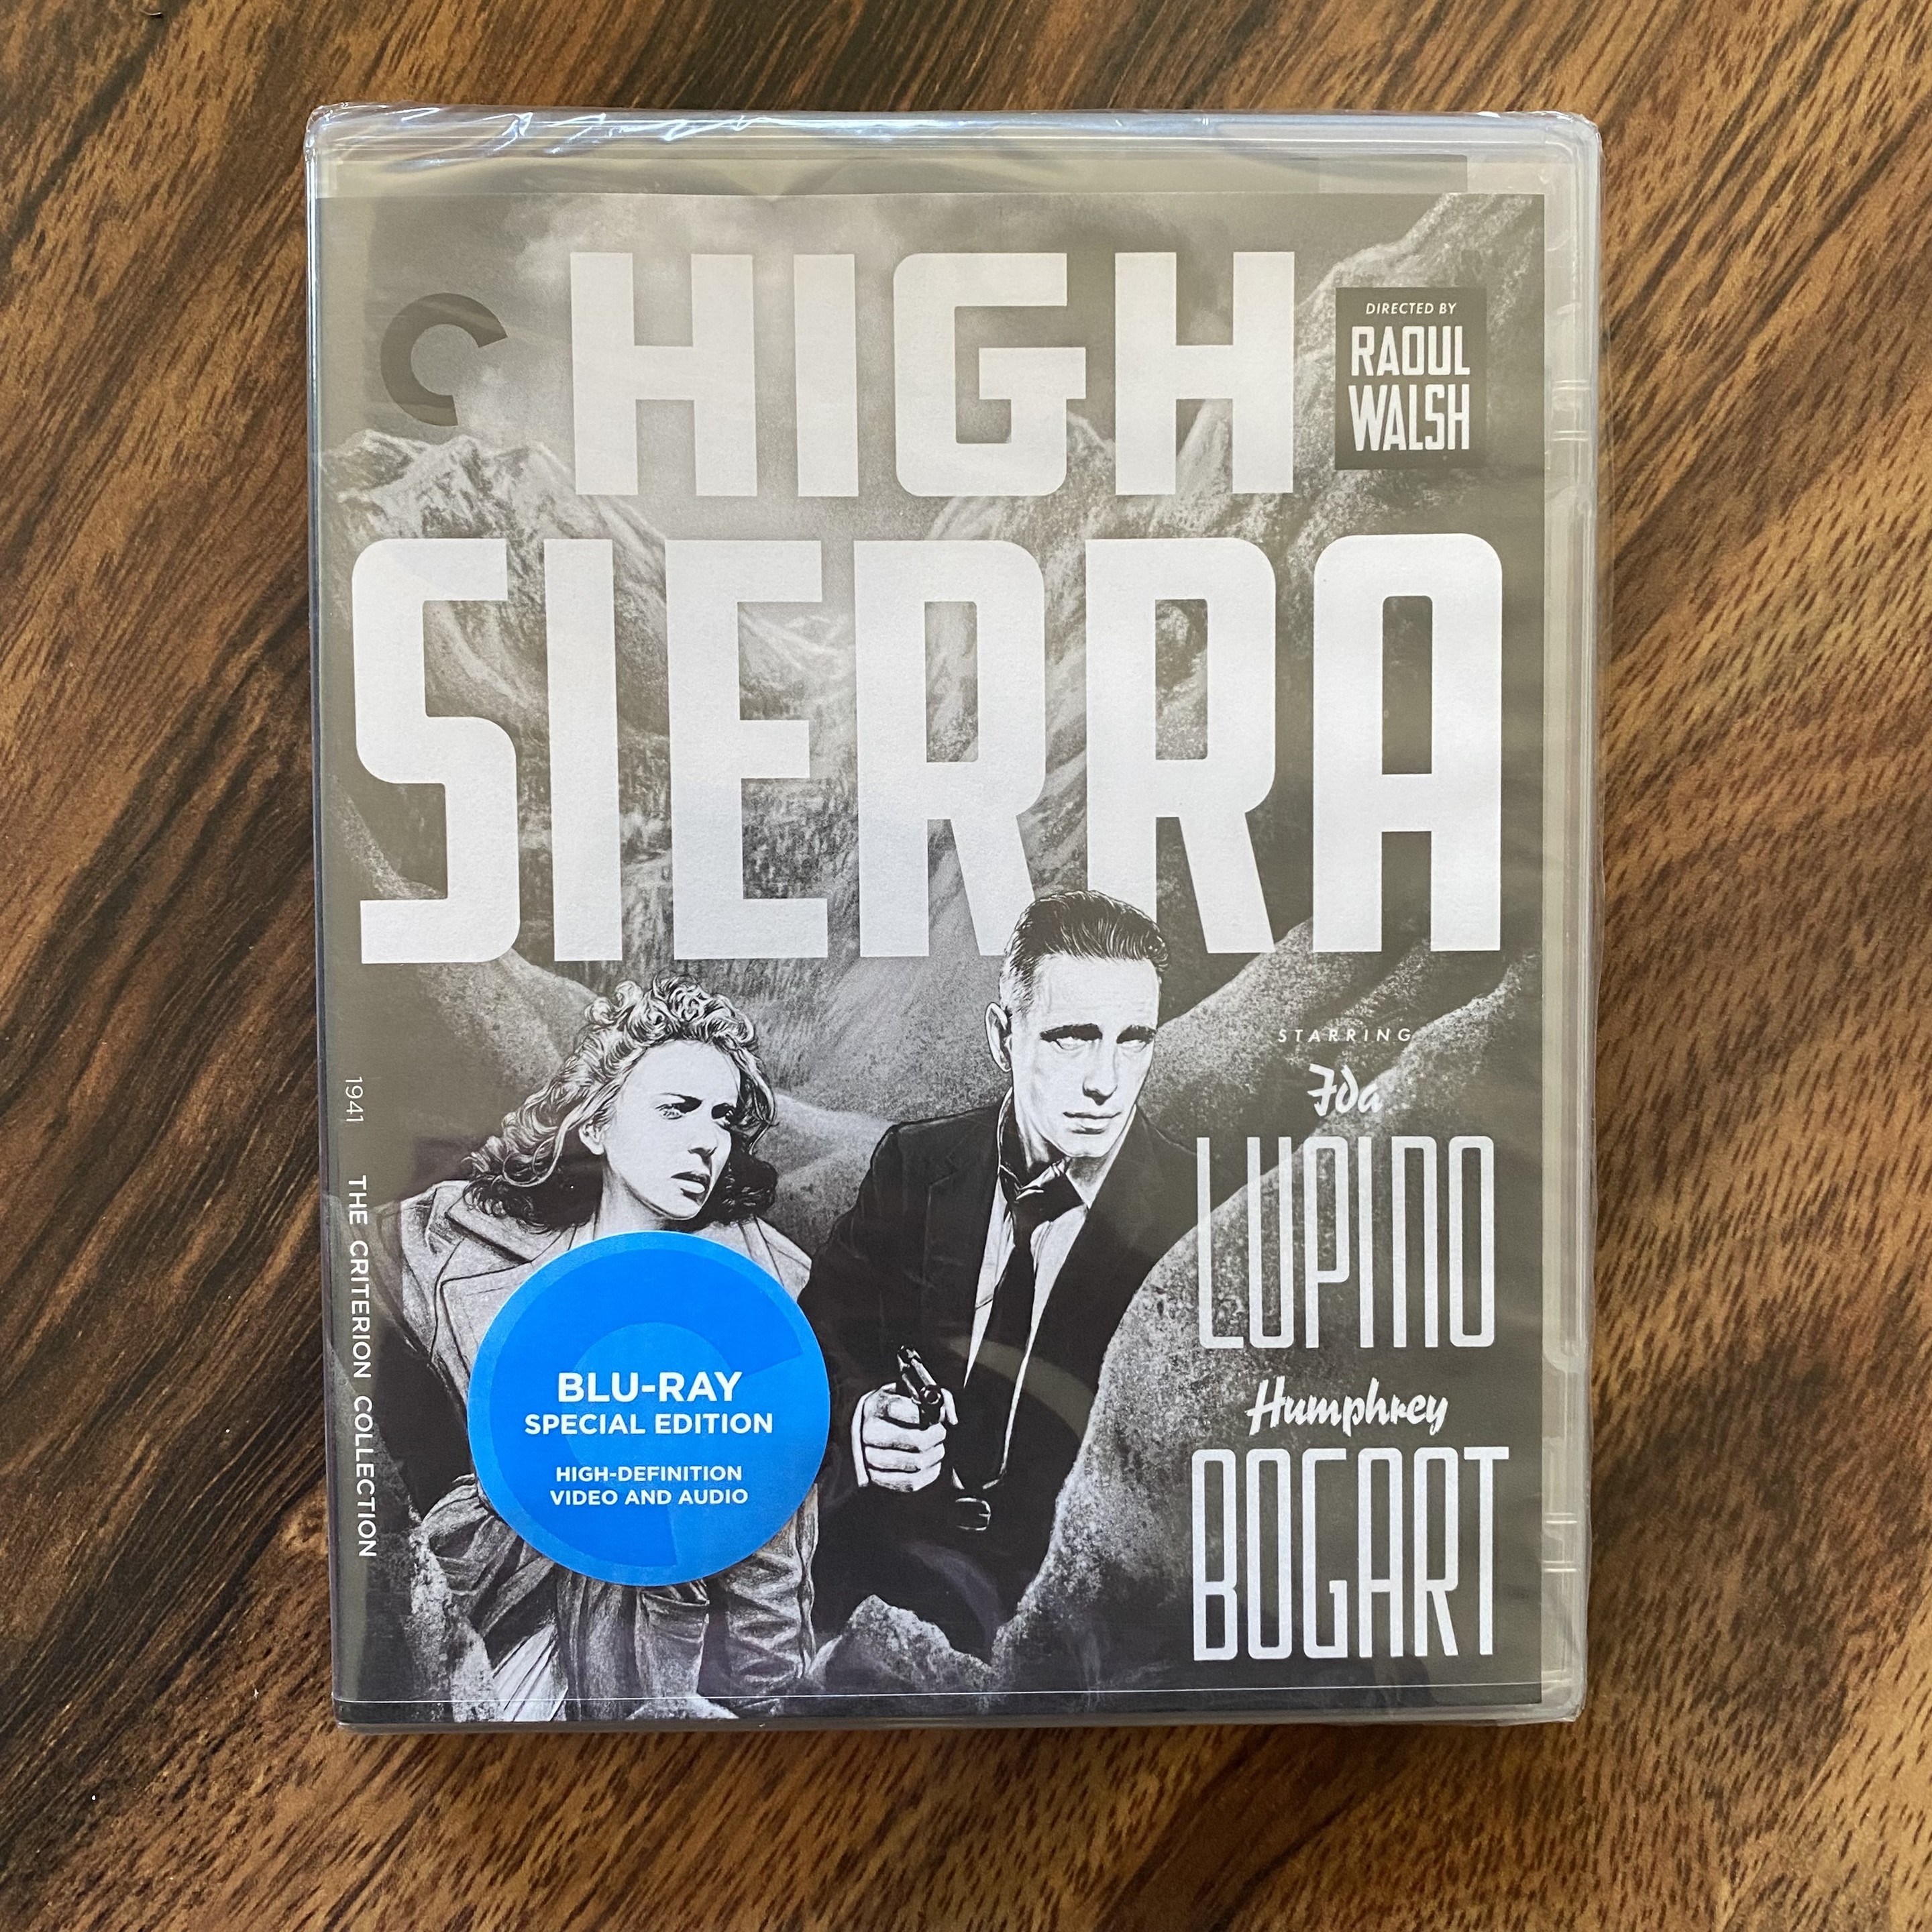 HIGH
SIERRA
DIRECTED BY
RAOUL
WALSH
STARRING
Ida
LUPINO
Humphrey
BOGART
1941 THE CRITERION COLLECTION
BLU-RAY
SPECIAL EDITION
HIGH-DEFINITION
VIDEO AND AUDIO